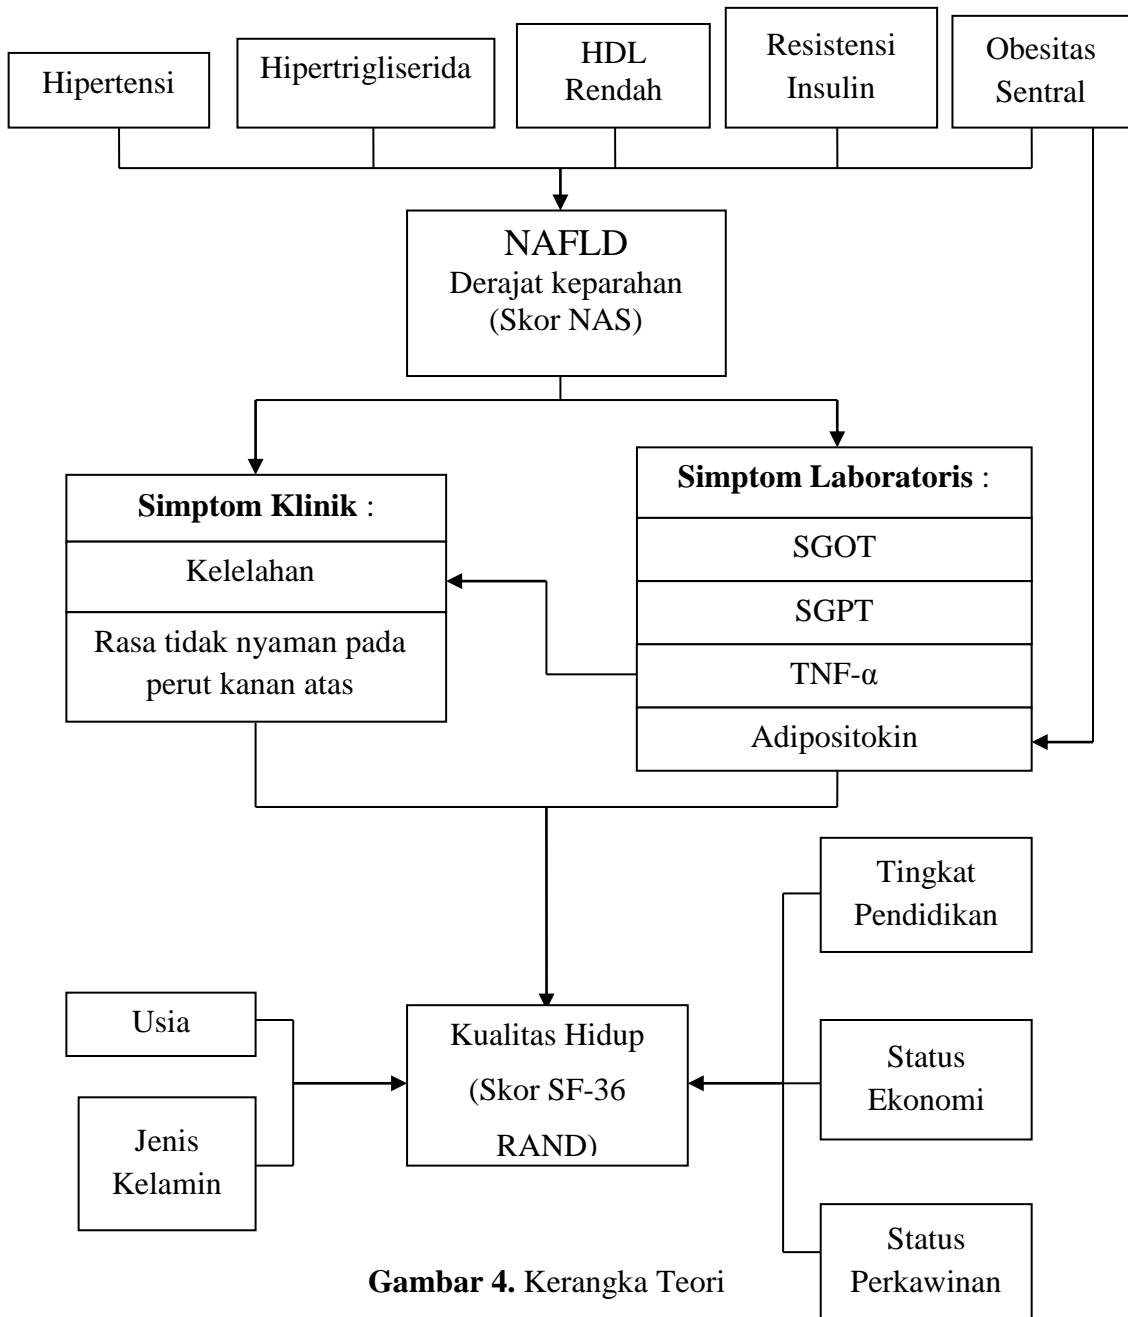 Hipertensi
Hipertrigliserida
HDL
Rendah
Resistensi
Insulin
Obesitas
Sentral
NAFLD
Derajat keparahan
(Skor NAS)
Simptom Klinik :
Kelelahan
Rasa tidak nyaman pada
perut kanan atas
Simptom Laboratoris :
SGOT
SGPT
TNF-α
Adipositokin
Tingkat
Pendidikan
Usia
Jenis
Kelamin
Kualitas Hidup
(Skor SF-36
RAND)
Status
Ekonomi
Status
Perkawinan
Gambar 4. Kerangka Teori